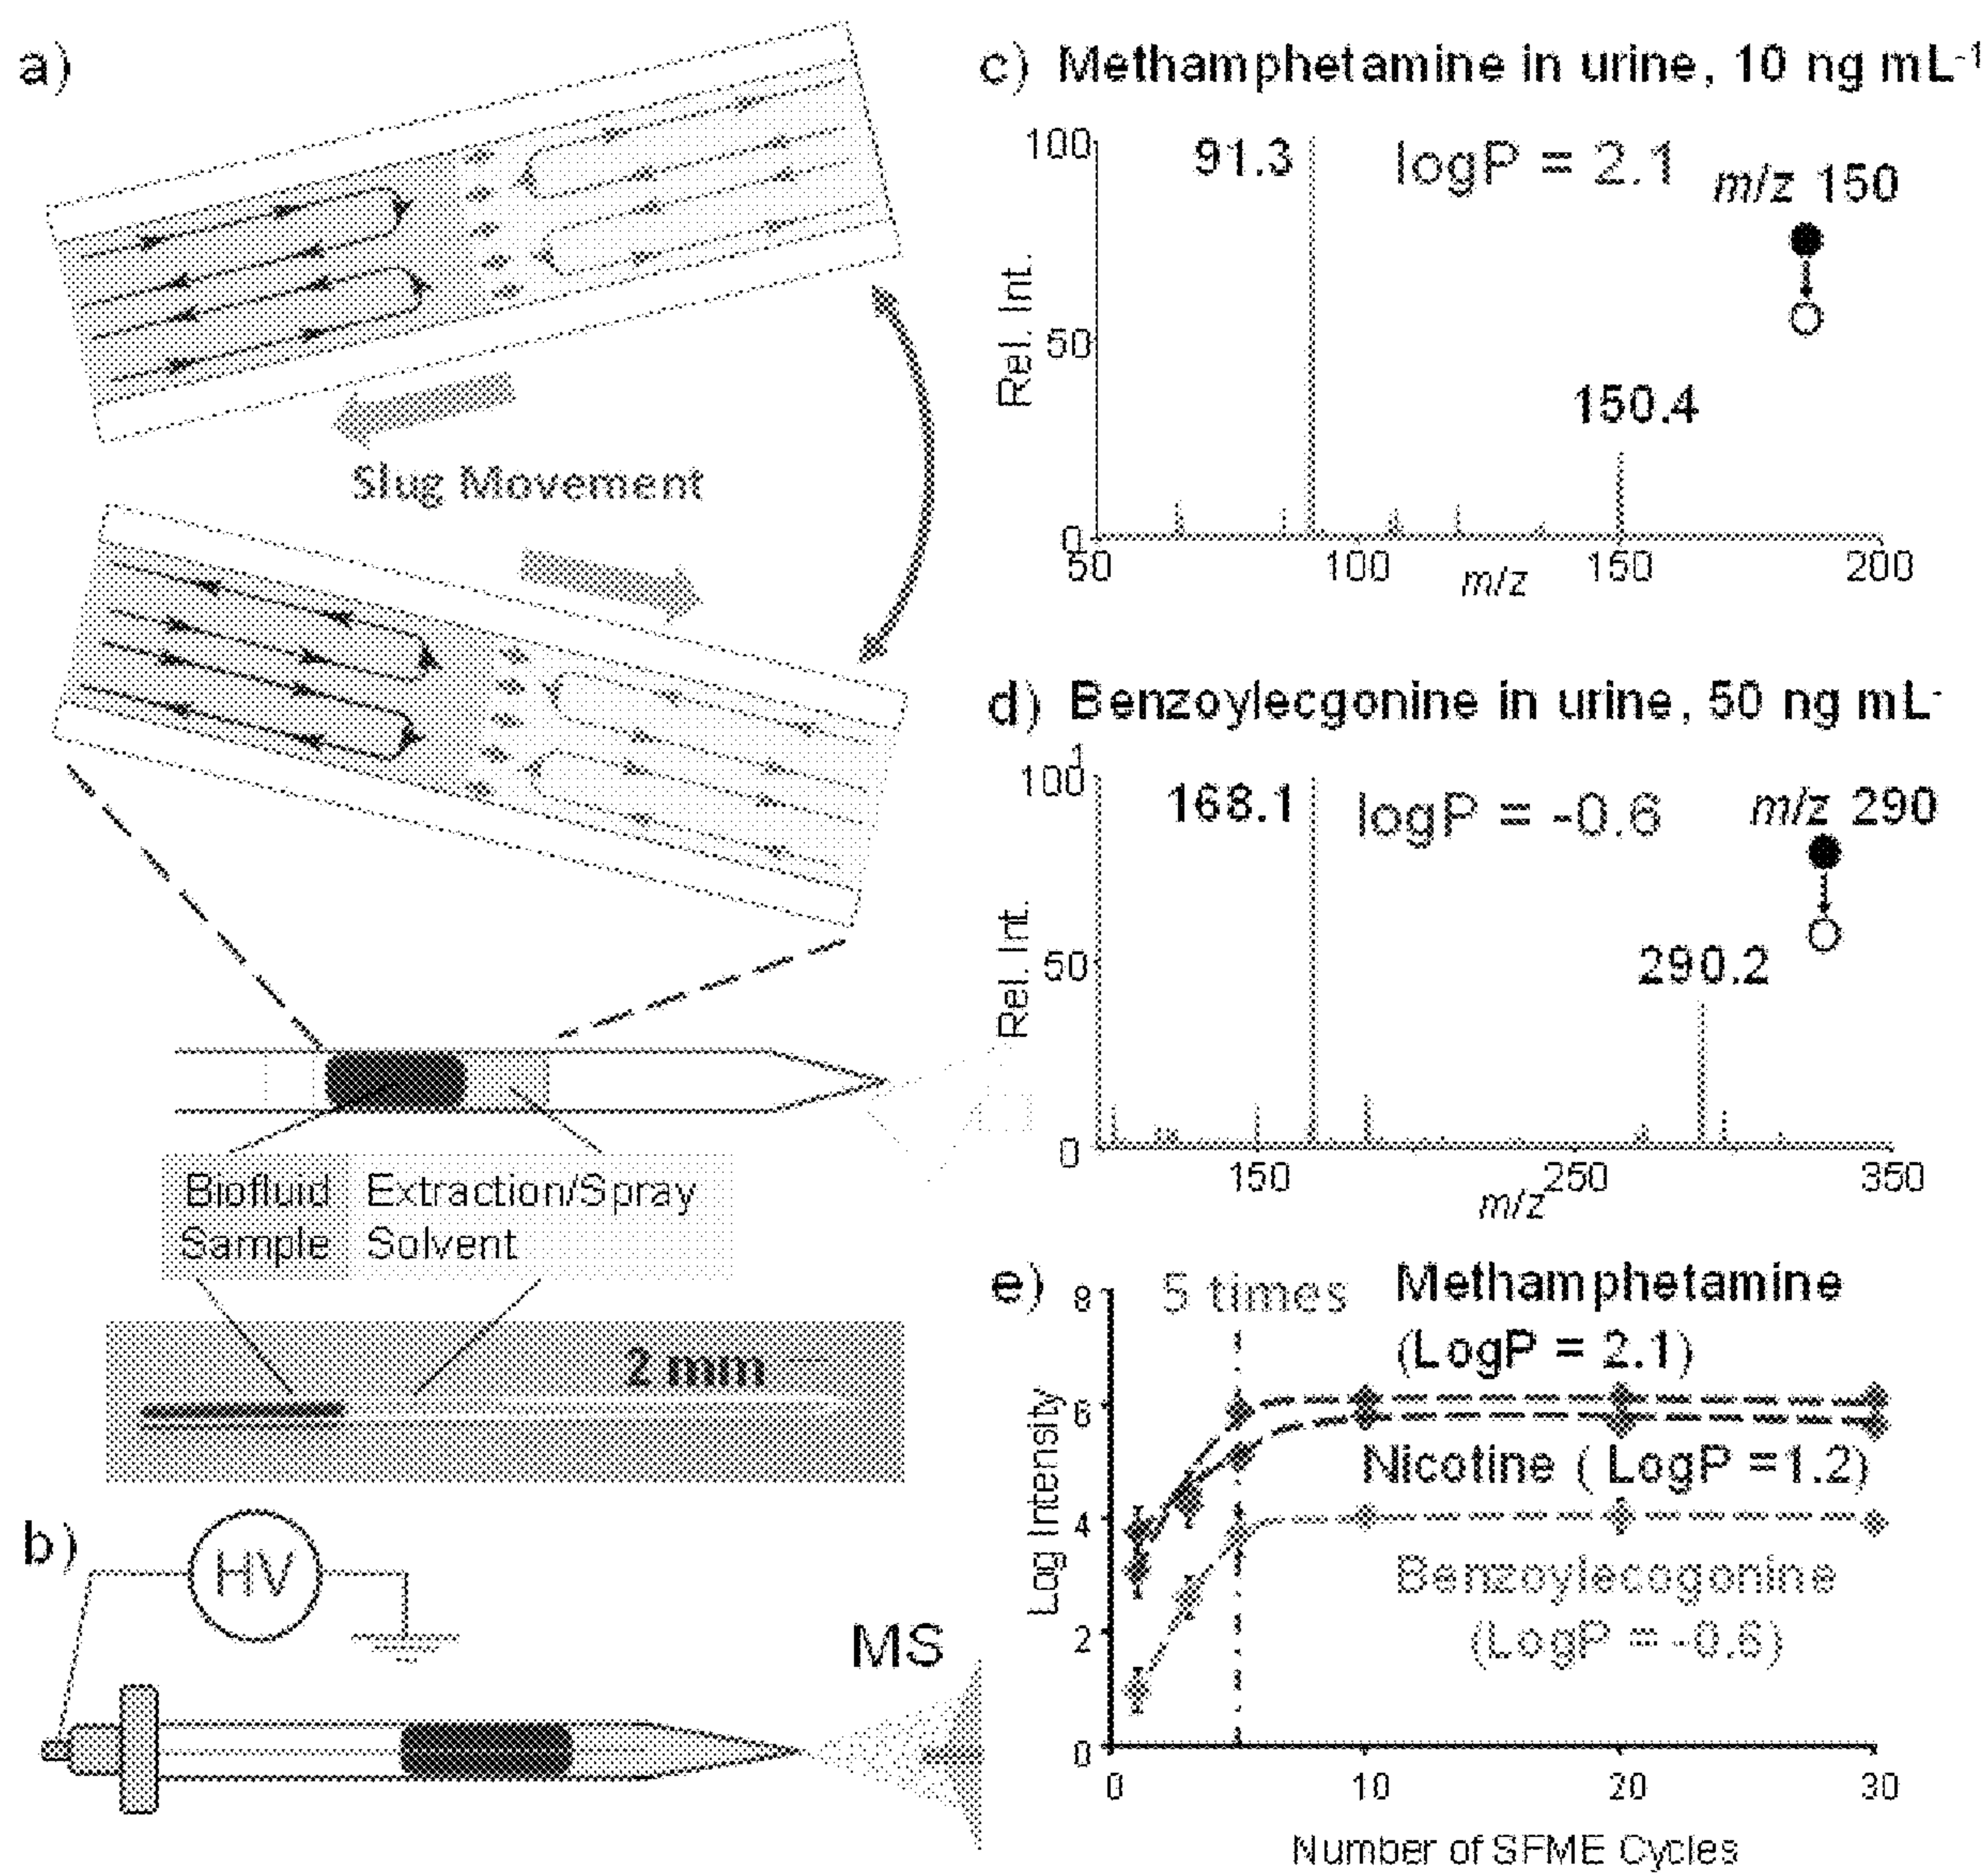 a)
Slug Movement
Biofluid Extraction/Spray
Sample Solvent
2 mm
b)
HV
MS
c) Methamphetamine in urine, 10 ng mL-1
100
91.3
logP = 2.1
m/z 150
Rel. Int.
50
150.4
0
50
100
150
200
m/z
d) Benzoylecgonine in urine, 50 ng mL-
1
100
168.1
logP = -0.6
m/z 290
Rel. Int.
50
290.2
0
150
250
350
m/z
e)
8
5 times
Methamphetamine
(LogP = 2.1)
6
Log Intensity
Nicotine ( LogP =1.2)
4
Benzoylecogonine
(LogP = -0.6)
2
0
0
10
20
30
Number of SFME Cycles